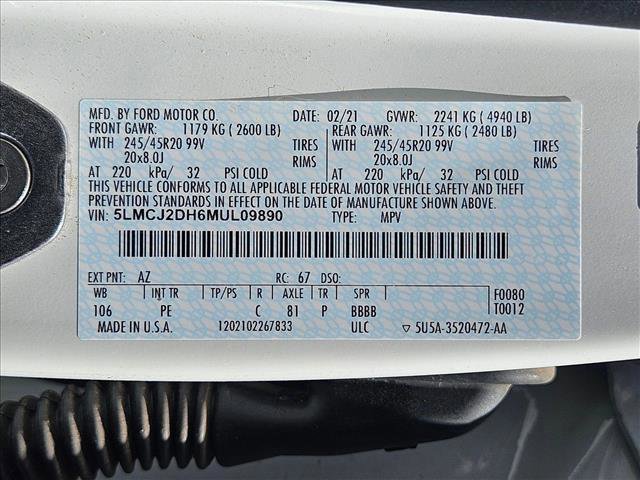 MFD. BY FORD MOTOR CO. DATE: 02/21 GVWR: 2241 KG ( 4940 LB)
FRONT GAWR: 1179 KG ( 2600 LB) REAR GAWR: 1125 KG ( 2480 LB)
WITH 245/45R20 99V TIRES WITH 245/45R20 99V TIRES
20x8.0J RIMS 20x8.0J RIMS
AT 220 kPa/ 32 PSI COLD AT 220 kPa/ 32 PSI COLD
THIS VEHICLE CONFORMS TO ALL APPLICABLE FEDERAL MOTOR VEHICLE SAFETY AND THEFT
PREVENTION STANDARDS IN EFFECT ON THE DATE OF MANUFACTURE SHOWN ABOVE.
VIN: 5LMCJ2DH6MUL09890 TYPE: MPV
EXT PNT: AZ RC: 67 DSO:
WB INT TR TP/PS R AXLE TR SPR F0080
106 PE C 81 P BBBB T0012
MADE IN U.S.A. 1202102267833 ULC ▽ 5U5A-3520472-AA